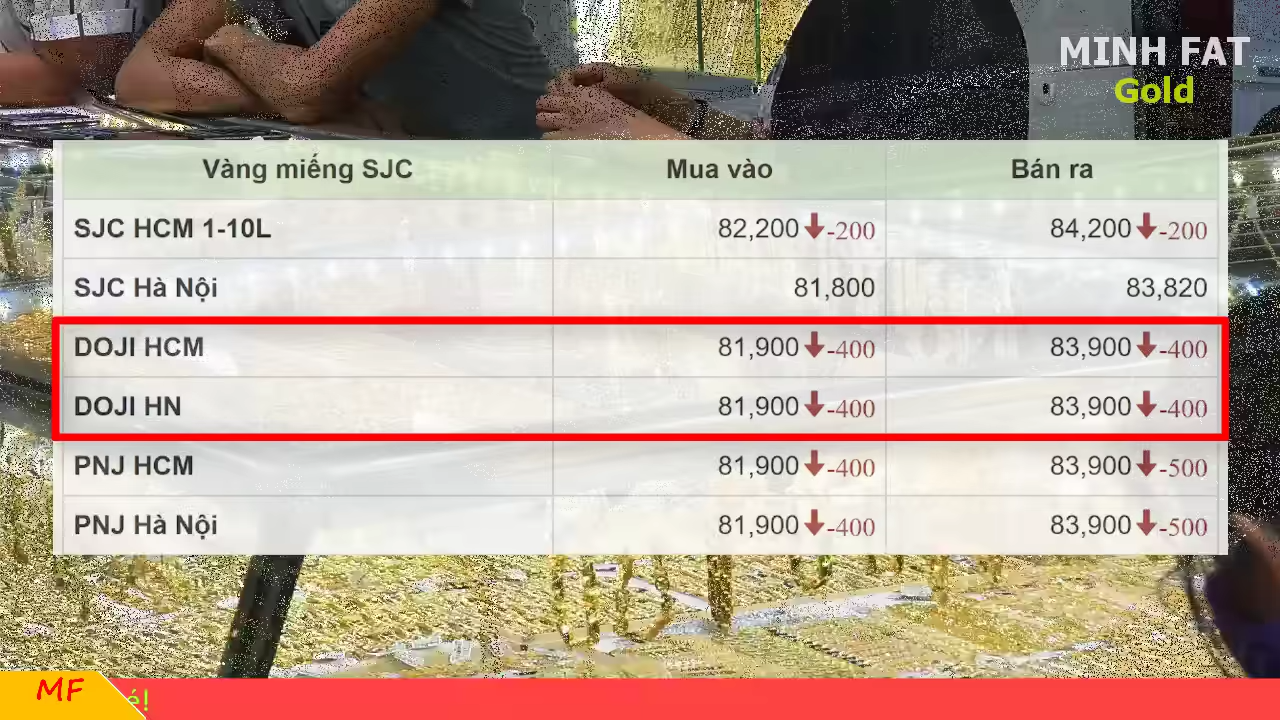 MINH FAT
Gold
Vàng miếng SJC Mua vào Bán ra
SJC HCM 1-10L 82,200 -200 84,200 -200
SJC Hà Nội 81,800 83,820
DOJI HCM 81,900 -400 83,900 -400
DOJI HN 81,900 -400 83,900 -400
PNJ HCM 81,900 -400 83,900 -500
PNJ Hà Nội 81,900 -400 83,900 -500
MF é!